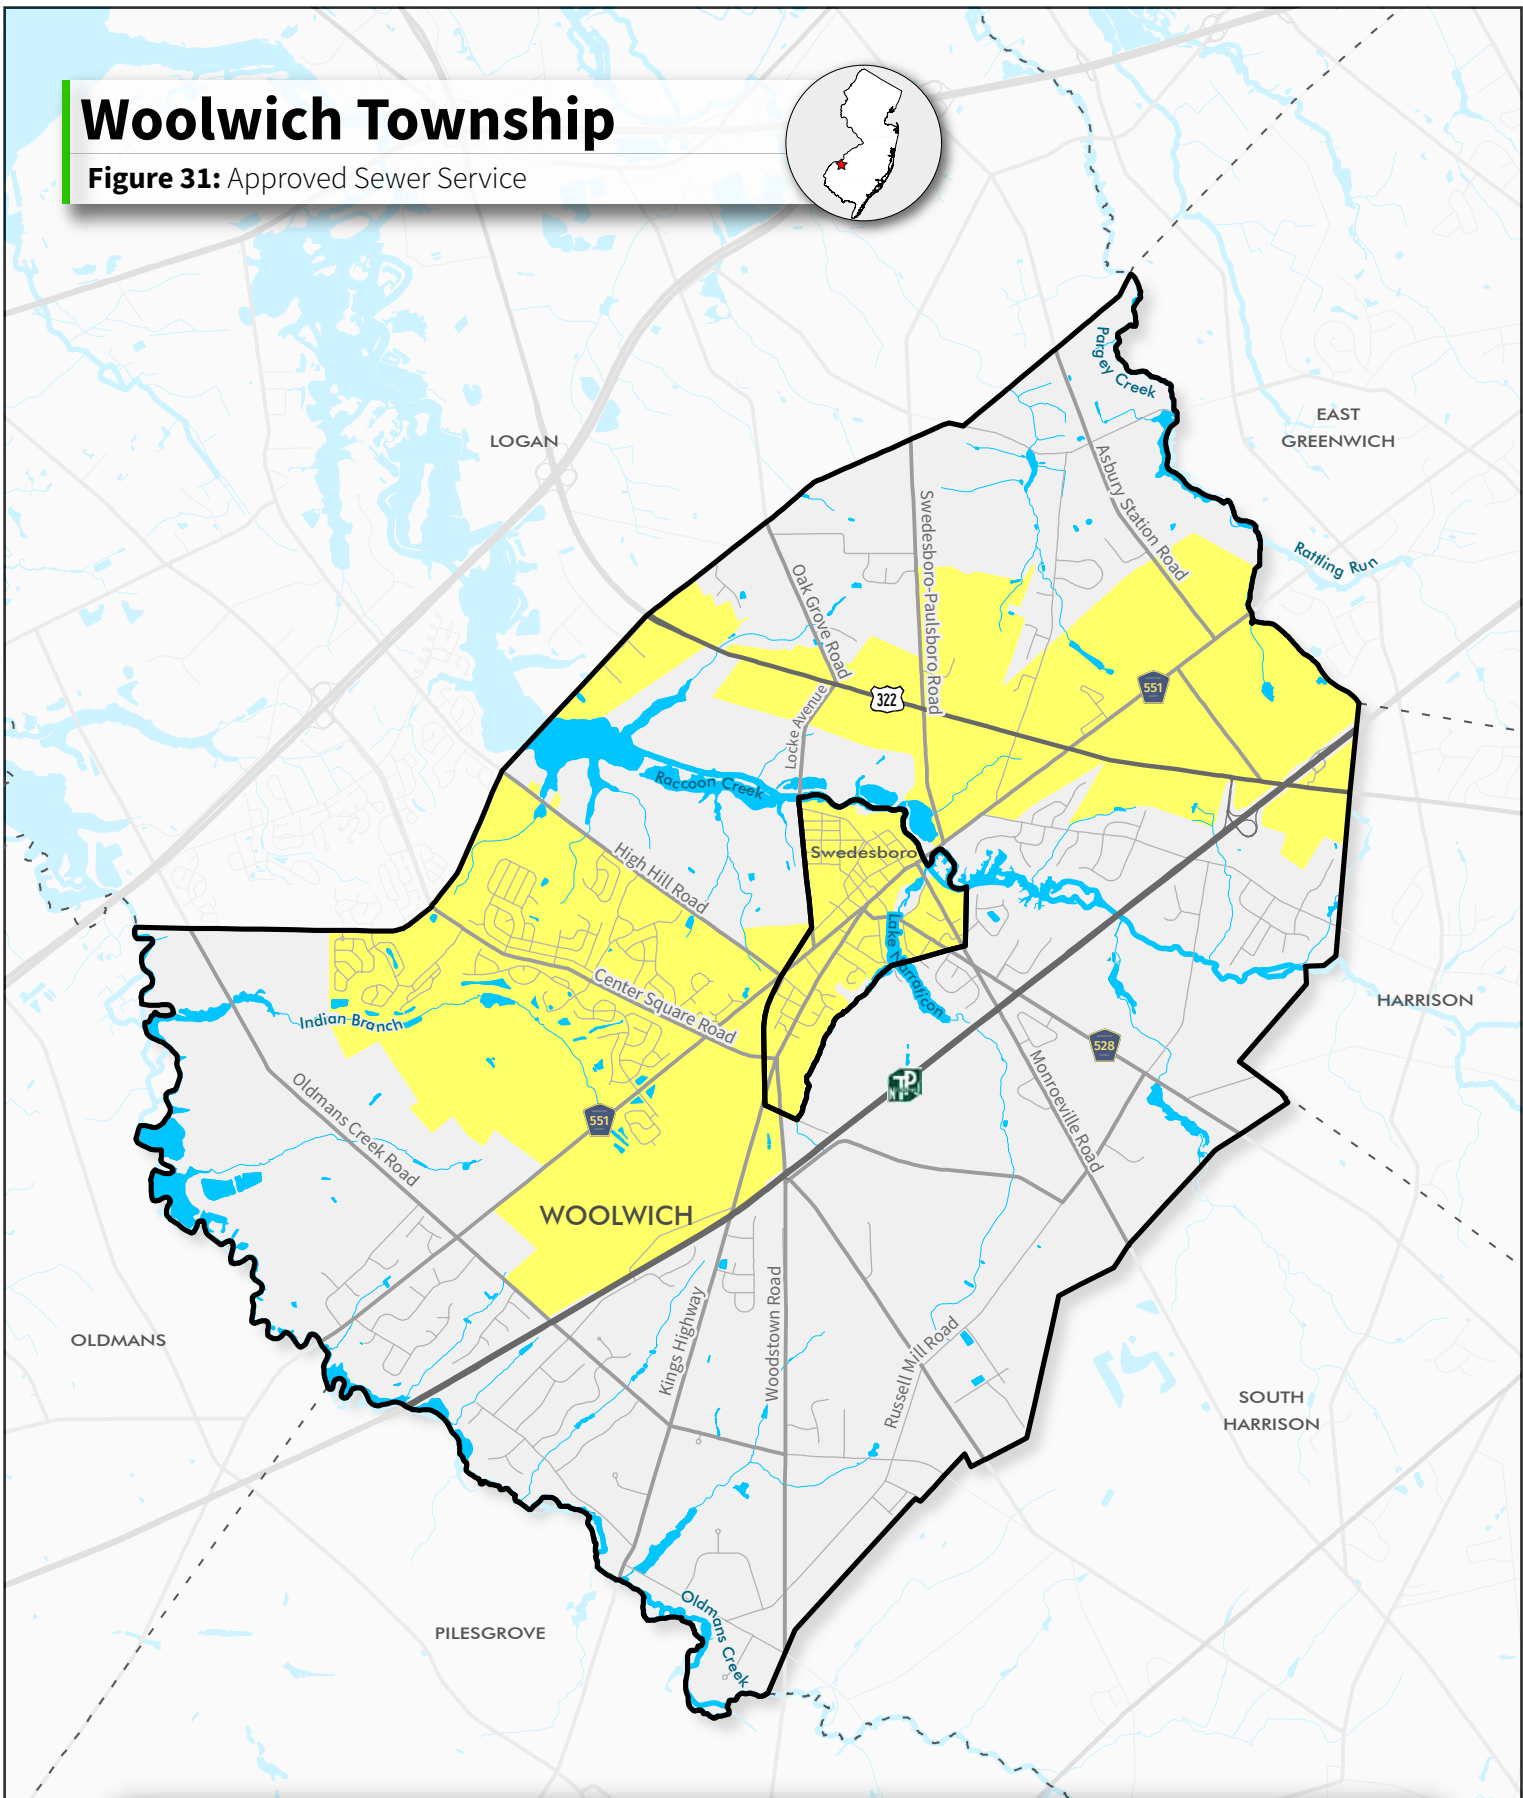 Woolwich Township
Figure 31: Approved Sewer Service
Pargey Creek
EAST
GREENWICH
LOGAN
Asbury Station Road
Swedesboro-Paulsboro Road
Rattling Run
Oak Grove Road
551
322
Locke Avenue
Raccoon Creek
High Hill Road
Swedesboro
Lake Narraticon
Center Square Road
HARRISON
Indian Branch
528
Monroeville Road
TP
N J
Oldmans Creek Road
551
WOOLWICH
Kings Highway
Woodstown Road
Russell Mill Road
OLDMANS
SOUTH
HARRISON
Oldmans Creek
PILESGROVE